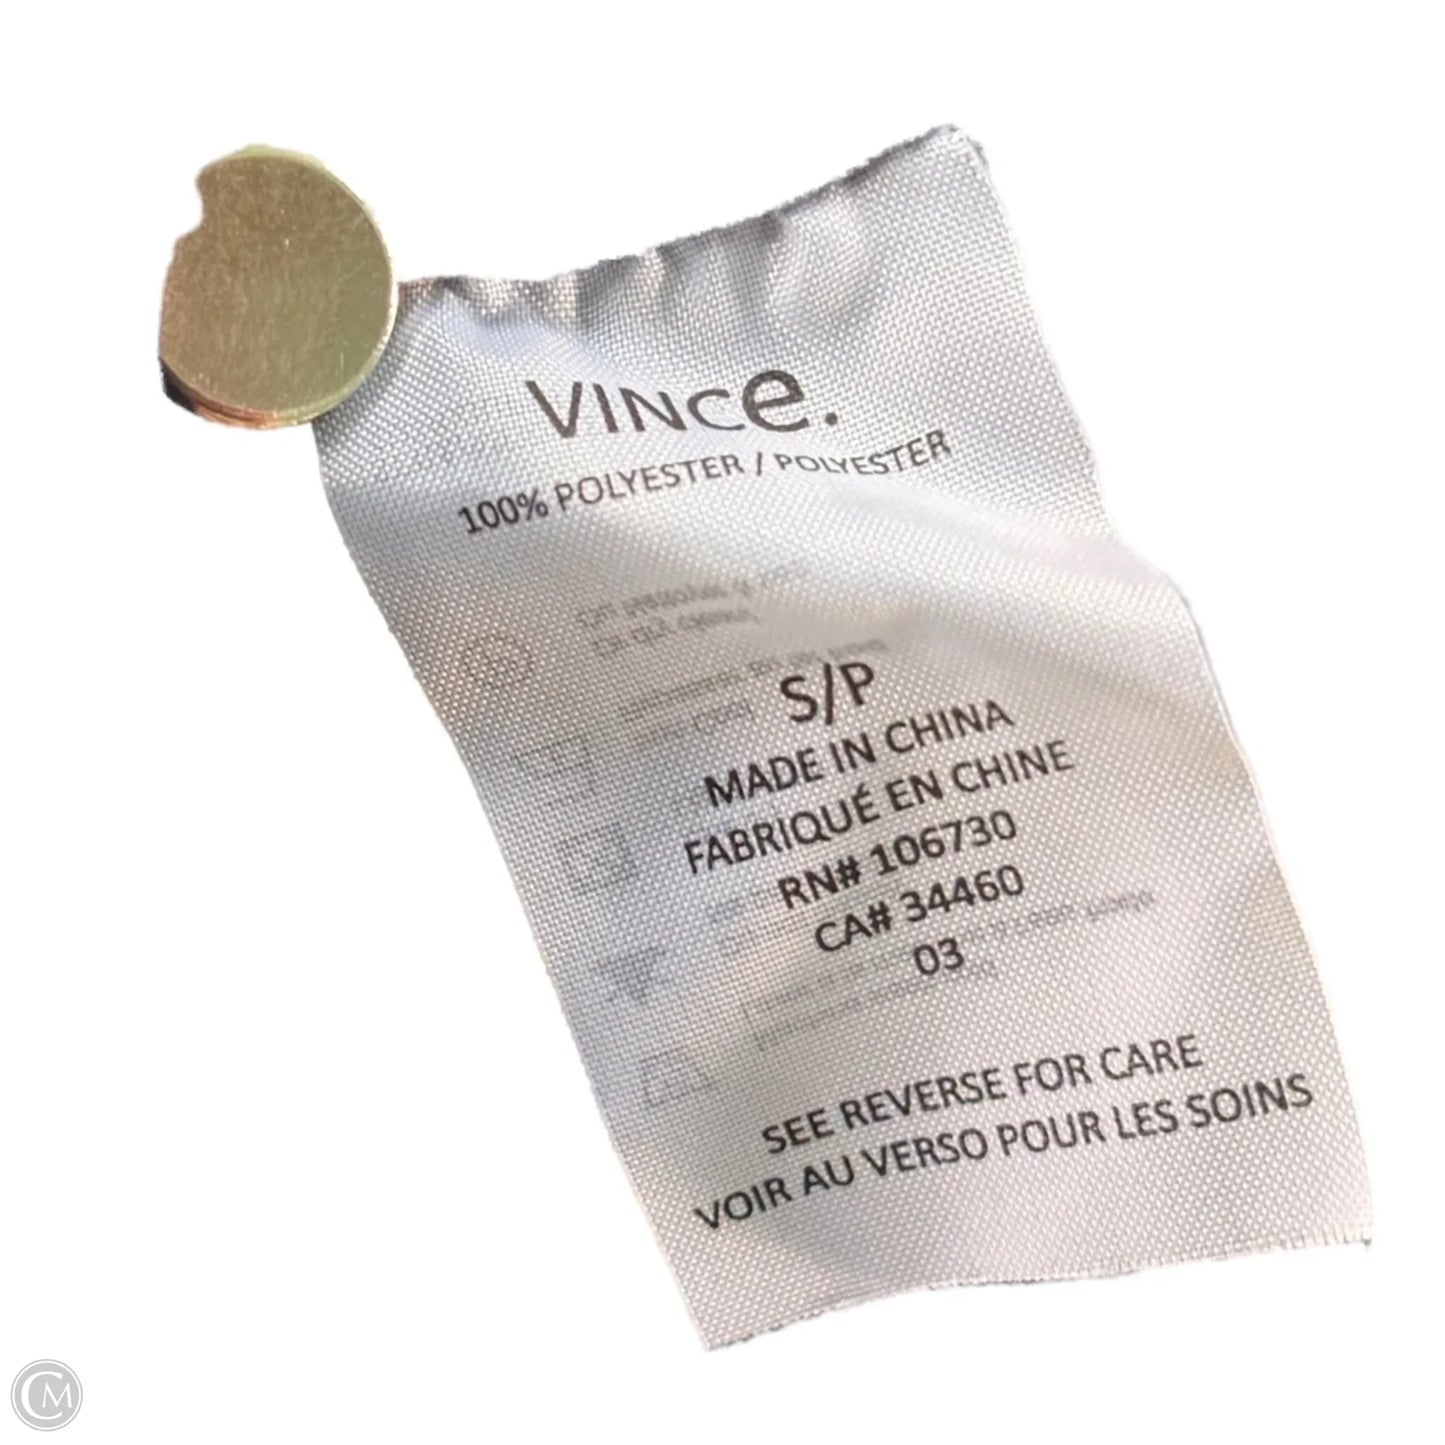 VINCe.
100% POLYESTER / POLYESTER
S/P
MADE IN CHINA
FABRIQUÉ EN CHINE
RN# 106730
CA# 34460
03
SEE REVERSE FOR CARE
VOIR AU VERSO POUR LES SOINS
CM